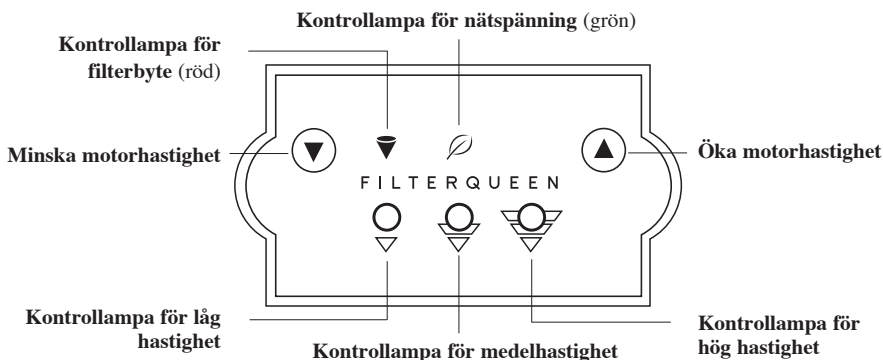 Kontrollampa för nätspänning (grön)
Kontrollampa för
filterbyte (röd)
Minska motorhastighet
Öka motorhastighet
FILTERQUEEN
Kontrollampa för låg
hastighet
Kontrollampa för medelhastighet
Kontrollampa för
hög hastighet